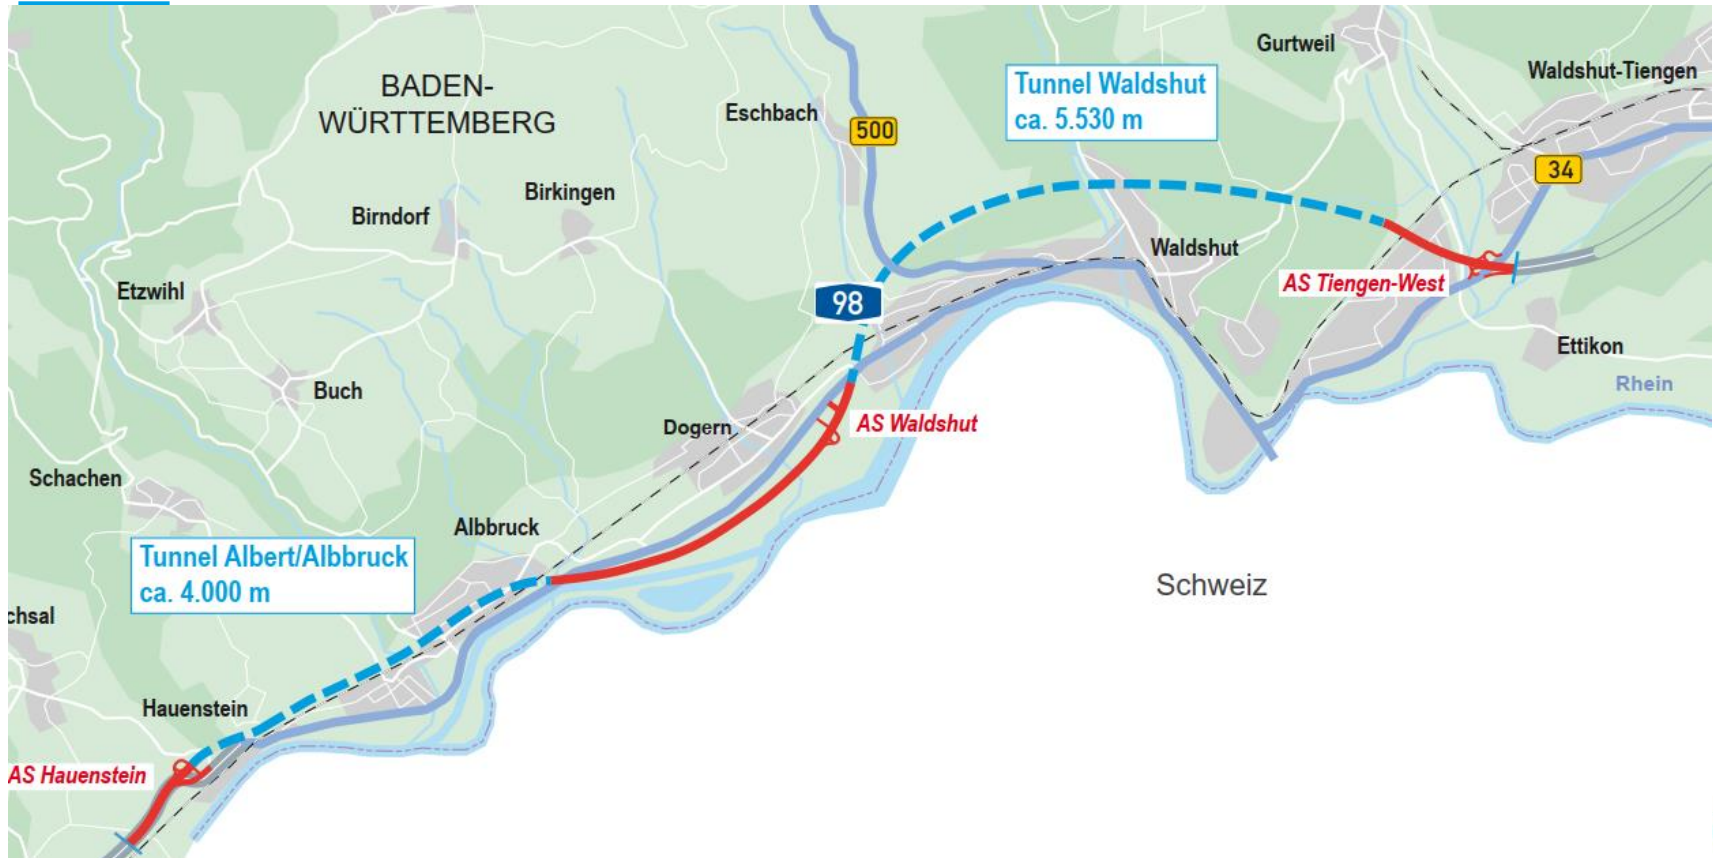 Gurtweil
Tunnel Waldshut
ca. 5.530 m
Waldshut-Tiengen
BADEN-
WÜRTTEMBERG
Eschbach
500
34
Birkingen
Birndorf
Waldshut
AS Tiengen-West
Etzwihl
98
Ettikon
Buch
Rhein
Dogern
AS Waldshut
Schachen
Albbruck
Tunnel Albert/Albbruck
ca. 4.000 m
Schweiz
chsal
Hauenstein
AS Hauenstein